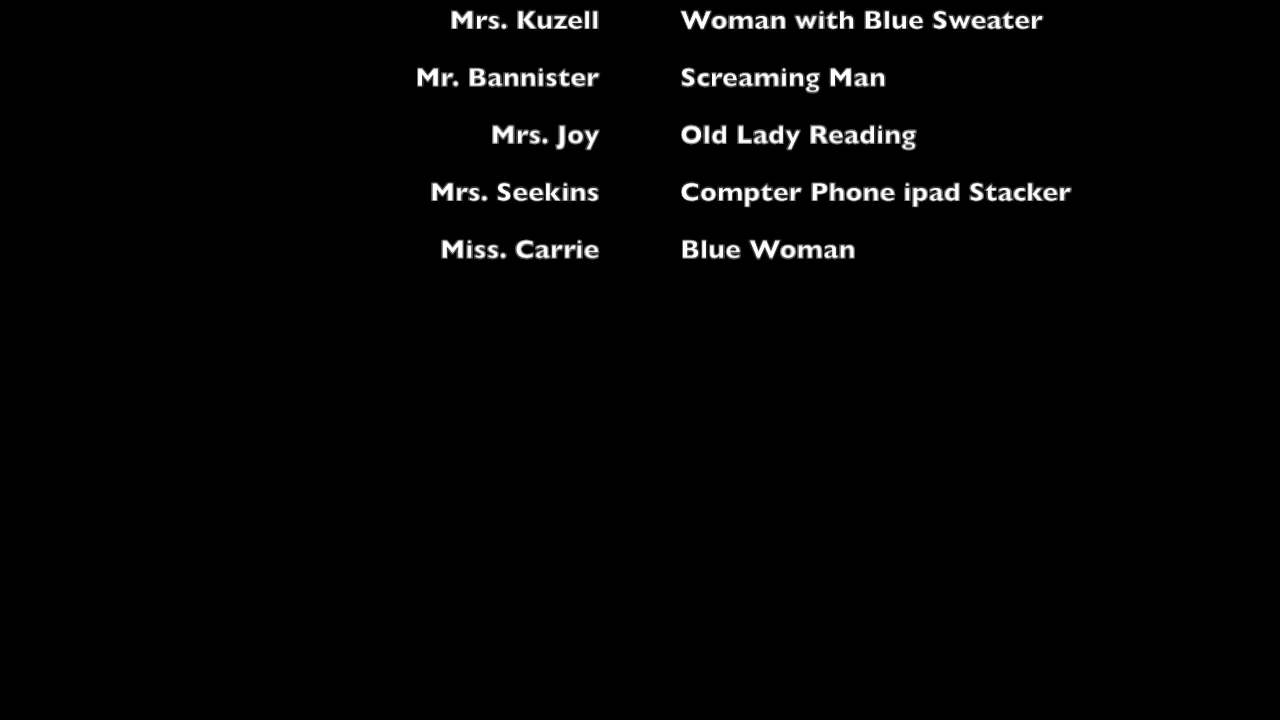 Mrs. Kuzell Woman with Blue Sweater
Mr. Bannister Screaming Man
Mrs. Joy Old Lady Reading
Mrs. Seekins Compter Phone ipad Stacker
Miss. Carrie Blue Woman